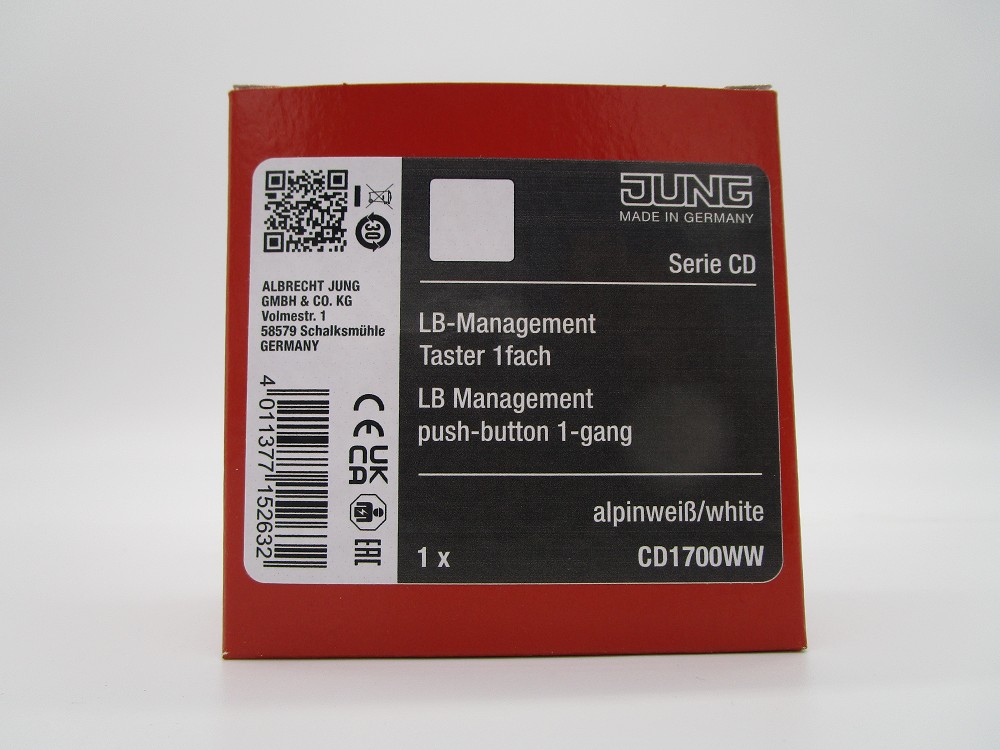 30
ALBRECHT JUNG
GMBH & CO. KG
Volmestr. 1
58579 Schalksmühle
GERMANY
4 011377 152632
CE
UK
CA
EAC
JUNG
MADE IN GERMANY
Serie CD
LB-Management
Taster 1fach
LB Management
push-button 1-gang
alpinweiß/white
1 x
CD1700WW